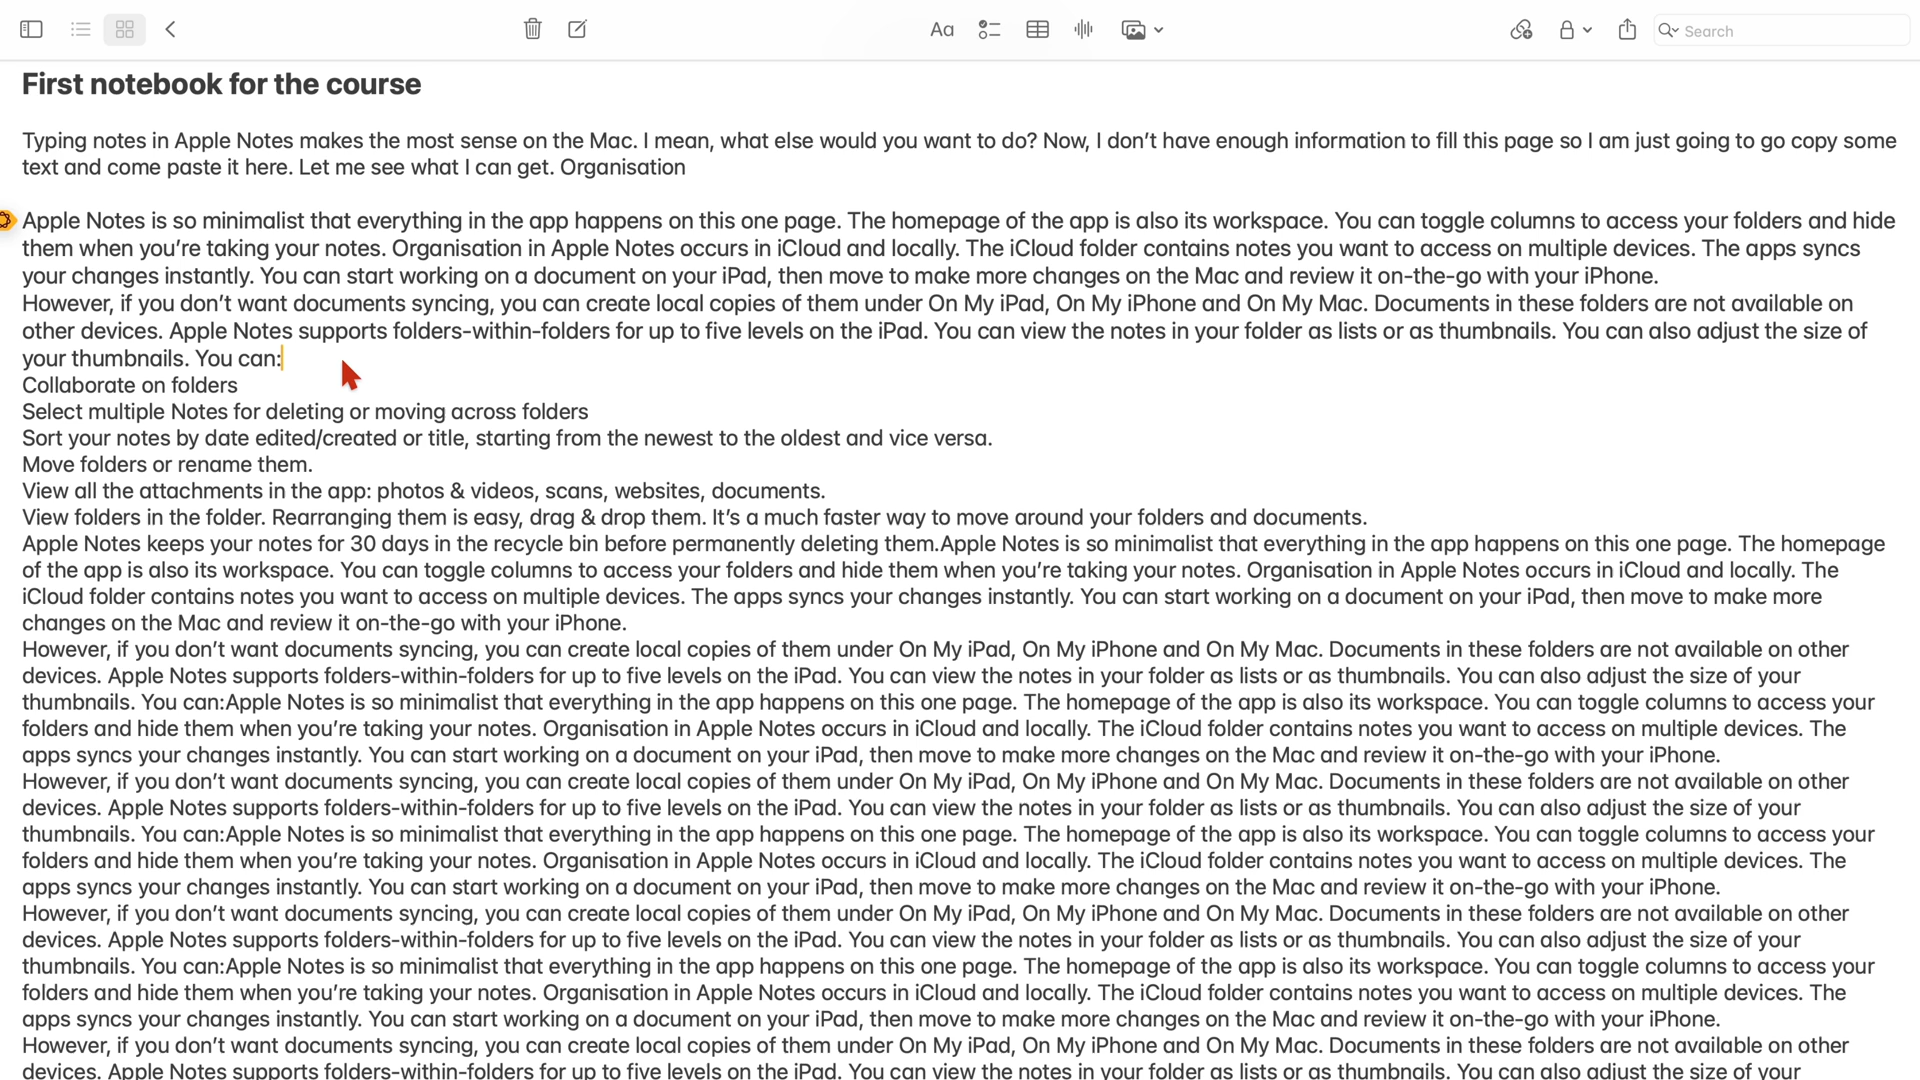 Aa
Search
First notebook for the course
Typing notes in Apple Notes makes the most sense on the Mac. I mean, what else would you want to do? Now, I don’t have enough information to fill this page so I am just going to go copy some
text and come paste it here. Let me see what I can get. Organisation
Apple Notes is so minimalist that everything in the app happens on this one page. The homepage of the app is also its workspace. You can toggle columns to access your folders and hide
them when you’re taking your notes. Organisation in Apple Notes occurs in iCloud and locally. The iCloud folder contains notes you want to access on multiple devices. The apps syncs
your changes instantly. You can start working on a document on your iPad, then move to make more changes on the Mac and review it on-the-go with your iPhone.
However, if you don’t want documents syncing, you can create local copies of them under On My iPad, On My iPhone and On My Mac. Documents in these folders are not available on
other devices. Apple Notes supports folders-within-folders for up to five levels on the iPad. You can view the notes in your folder as lists or as thumbnails. You can also adjust the size of
your thumbnails. You can:
Collaborate on folders
Select multiple Notes for deleting or moving across folders
Sort your notes by date edited/created or title, starting from the newest to the oldest and vice versa.
Move folders or rename them.
View all the attachments in the app: photos & videos, scans, websites, documents.
View folders in the folder. Rearranging them is easy, drag & drop them. It’s a much faster way to move around your folders and documents.
Apple Notes keeps your notes for 30 days in the recycle bin before permanently deleting them.Apple Notes is so minimalist that everything in the app happens on this one page. The homepage
of the app is also its workspace. You can toggle columns to access your folders and hide them when you’re taking your notes. Organisation in Apple Notes occurs in iCloud and locally. The
iCloud folder contains notes you want to access on multiple devices. The apps syncs your changes instantly. You can start working on a document on your iPad, then move to make more
changes on the Mac and review it on-the-go with your iPhone.
However, if you don’t want documents syncing, you can create local copies of them under On My iPad, On My iPhone and On My Mac. Documents in these folders are not available on other
devices. Apple Notes supports folders-within-folders for up to five levels on the iPad. You can view the notes in your folder as lists or as thumbnails. You can also adjust the size of your
thumbnails. You can:Apple Notes is so minimalist that everything in the app happens on this one page. The homepage of the app is also its workspace. You can toggle columns to access your
folders and hide them when you’re taking your notes. Organisation in Apple Notes occurs in iCloud and locally. The iCloud folder contains notes you want to access on multiple devices. The
apps syncs your changes instantly. You can start working on a document on your iPad, then move to make more changes on the Mac and review it on-the-go with your iPhone.
However, if you don’t want documents syncing, you can create local copies of them under On My iPad, On My iPhone and On My Mac. Documents in these folders are not available on other
devices. Apple Notes supports folders-within-folders for up to five levels on the iPad. You can view the notes in your folder as lists or as thumbnails. You can also adjust the size of your
thumbnails. You can:Apple Notes is so minimalist that everything in the app happens on this one page. The homepage of the app is also its workspace. You can toggle columns to access your
folders and hide them when you’re taking your notes. Organisation in Apple Notes occurs in iCloud and locally. The iCloud folder contains notes you want to access on multiple devices. The
apps syncs your changes instantly. You can start working on a document on your iPad, then move to make more changes on the Mac and review it on-the-go with your iPhone.
However, if you don’t want documents syncing, you can create local copies of them under On My iPad, On My iPhone and On My Mac. Documents in these folders are not available on other
devices. Apple Notes supports folders-within-folders for up to five levels on the iPad. You can view the notes in your folder as lists or as thumbnails. You can also adjust the size of your
thumbnails. You can:Apple Notes is so minimalist that everything in the app happens on this one page. The homepage of the app is also its workspace. You can toggle columns to access your
folders and hide them when you’re taking your notes. Organisation in Apple Notes occurs in iCloud and locally. The iCloud folder contains notes you want to access on multiple devices. The
apps syncs your changes instantly. You can start working on a document on your iPad, then move to make more changes on the Mac and review it on-the-go with your iPhone.
However, if you don’t want documents syncing, you can create local copies of them under On My iPad, On My iPhone and On My Mac. Documents in these folders are not available on other
devices. Apple Notes supports folders-within-folders for up to five levels on the iPad. You can view the notes in your folder as lists or as thumbnails. You can also adjust the size of your